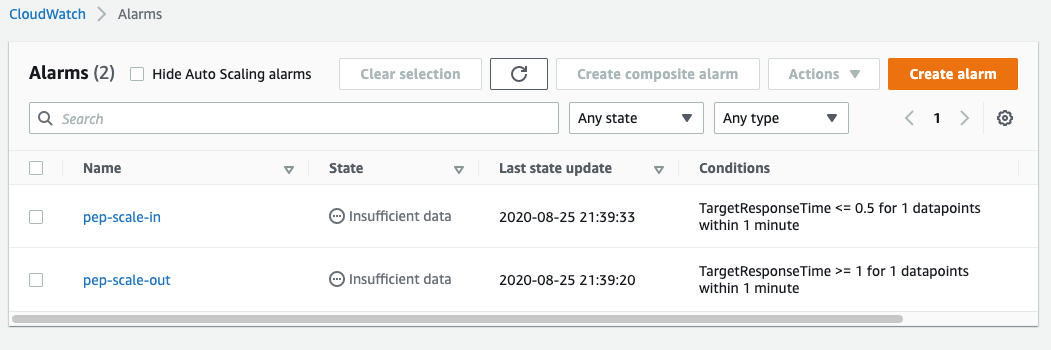 CloudWatch > Alarms
Alarms (2) Hide Auto Scaling alarms Clear selection Create composite alarm Actions Create alarm
Search Any state Any type 1
Name State Last state update Conditions
pep-scale-in Insufficient data 2020-08-25 21:39:33 TargetResponseTime <= 0.5 for 1 datapoints
within 1 minute
pep-scale-out Insufficient data 2020-08-25 21:39:20 TargetResponseTime >= 1 for 1 datapoints
within 1 minute